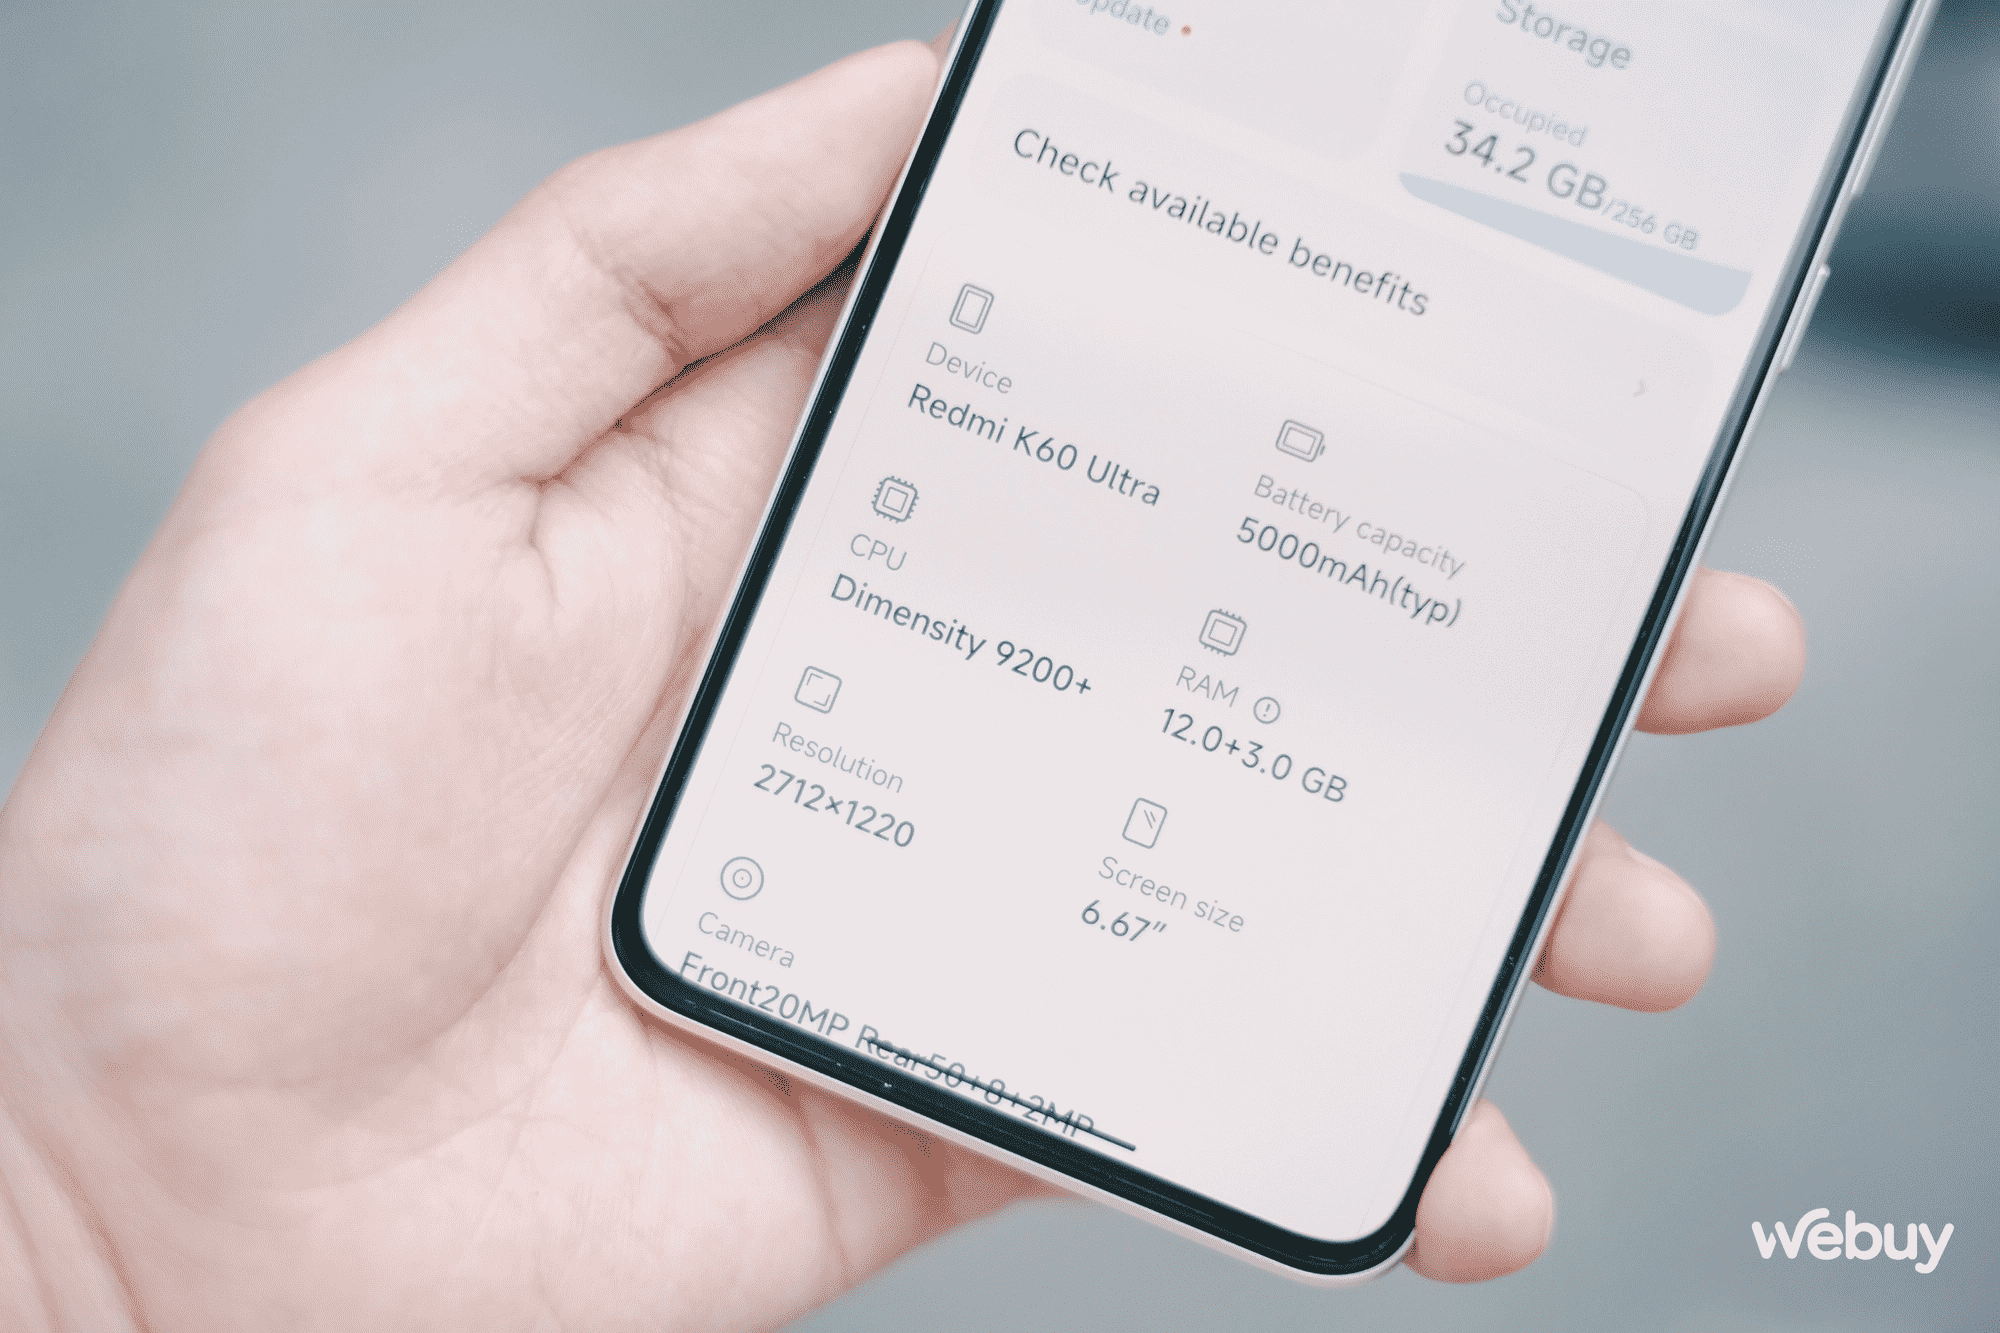 Update
Storage
Occupied
34.2 GB/256 GB
Check available benefits
Device
Redmi K60 Ultra
Battery capacity
5000mAh(typ)
CPU
Dimensity 9200+
RAM
12.0+3.0 GB
Resolution
2712×1220
Screen size
6.67"
Camera
Front20MP Rear50+8+2MP
webuy